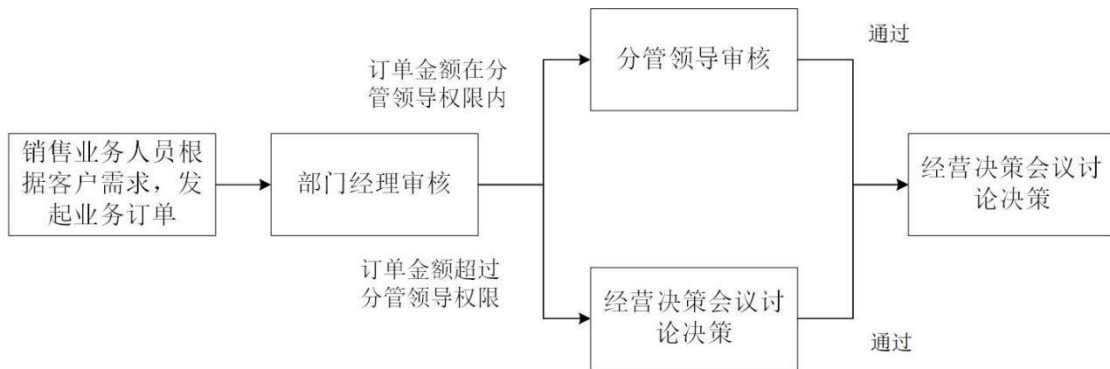 销售业务人员根
据客户需求，发
起业务订单
部门经理审核
订单金额在分
管领导权限内
订单金额超过
分管领导权限
分管领导审核
经营决策会议讨
论决策
通过
通过
经营决策会议讨
论决策